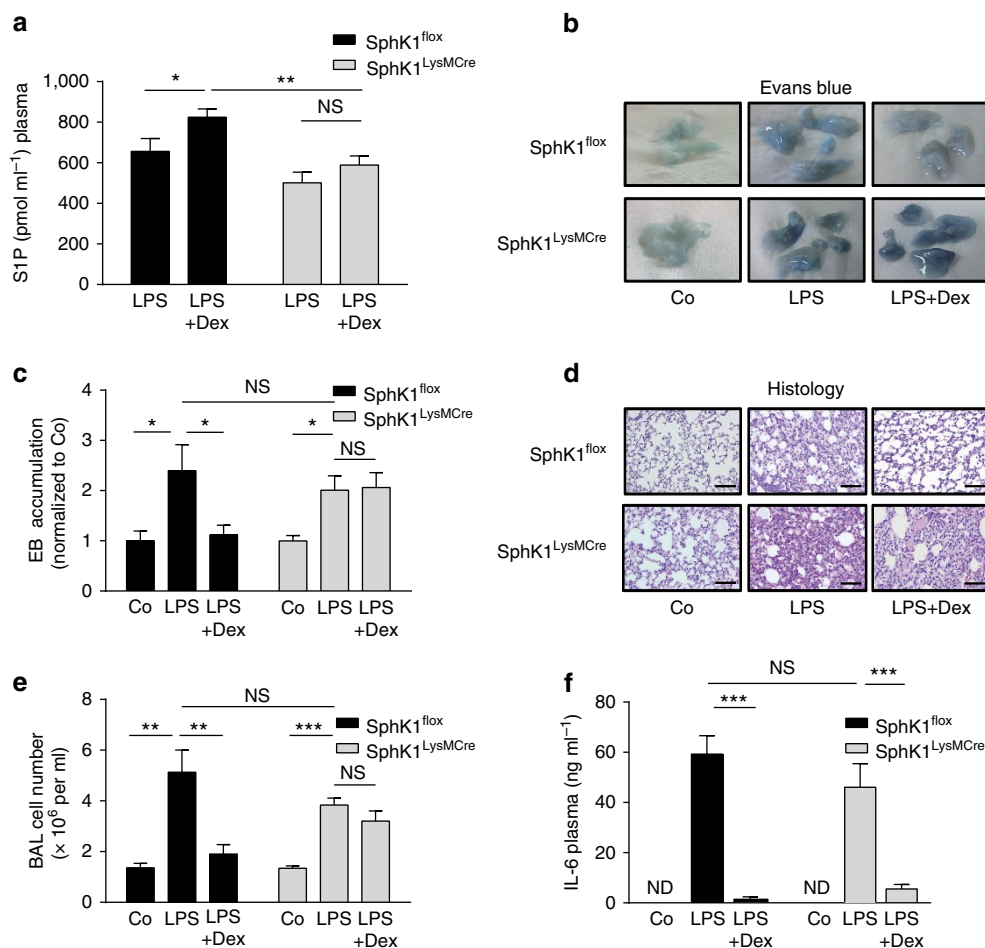 a
SphK1flox
SphK1LysMCre
S1P (pmol ml−1) plasma
1,000
800
600
400
200
0
*
**
NS
LPS
LPS
+Dex
LPS
LPS
+Dex
b
Evans blue
SphK1flox
SphK1LysMCre
Co
LPS
LPS+Dex
c
SphK1flox
SphK1LysMCre
EB accumulation
(normalized to Co)
4
3
2
1
0
NS
*
*
*
NS
Co
LPS
LPS
+Dex
Co
LPS
LPS
+Dex
d
Histology
SphK1flox
SphK1LysMCre
Co
LPS
LPS+Dex
e
SphK1flox
SphK1LysMCre
BAL cell number
(× 106 per ml)
8
6
4
2
0
NS
**
**
***
NS
Co
LPS
LPS
+Dex
Co
LPS
LPS
+Dex
f
SphK1flox
SphK1LysMCre
IL-6 plasma (ng ml−1)
80
60
40
20
0
NS
***
***
ND
ND
Co
LPS
LPS
+Dex
Co
LPS
LPS
+Dex